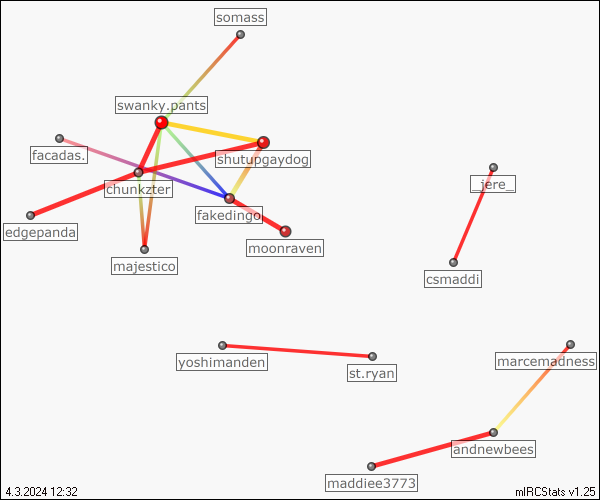 somass
swanky.pants
facadas.
shutupgaydog
chunkzter
_jere_
fakedingo
edgepanda
moonraven
majestico
csmaddi
yoshimanden
marcemadness
st.ryan
andnewbees
maddiee3773
4.3.2024 12:32
mIRCStats v1.25